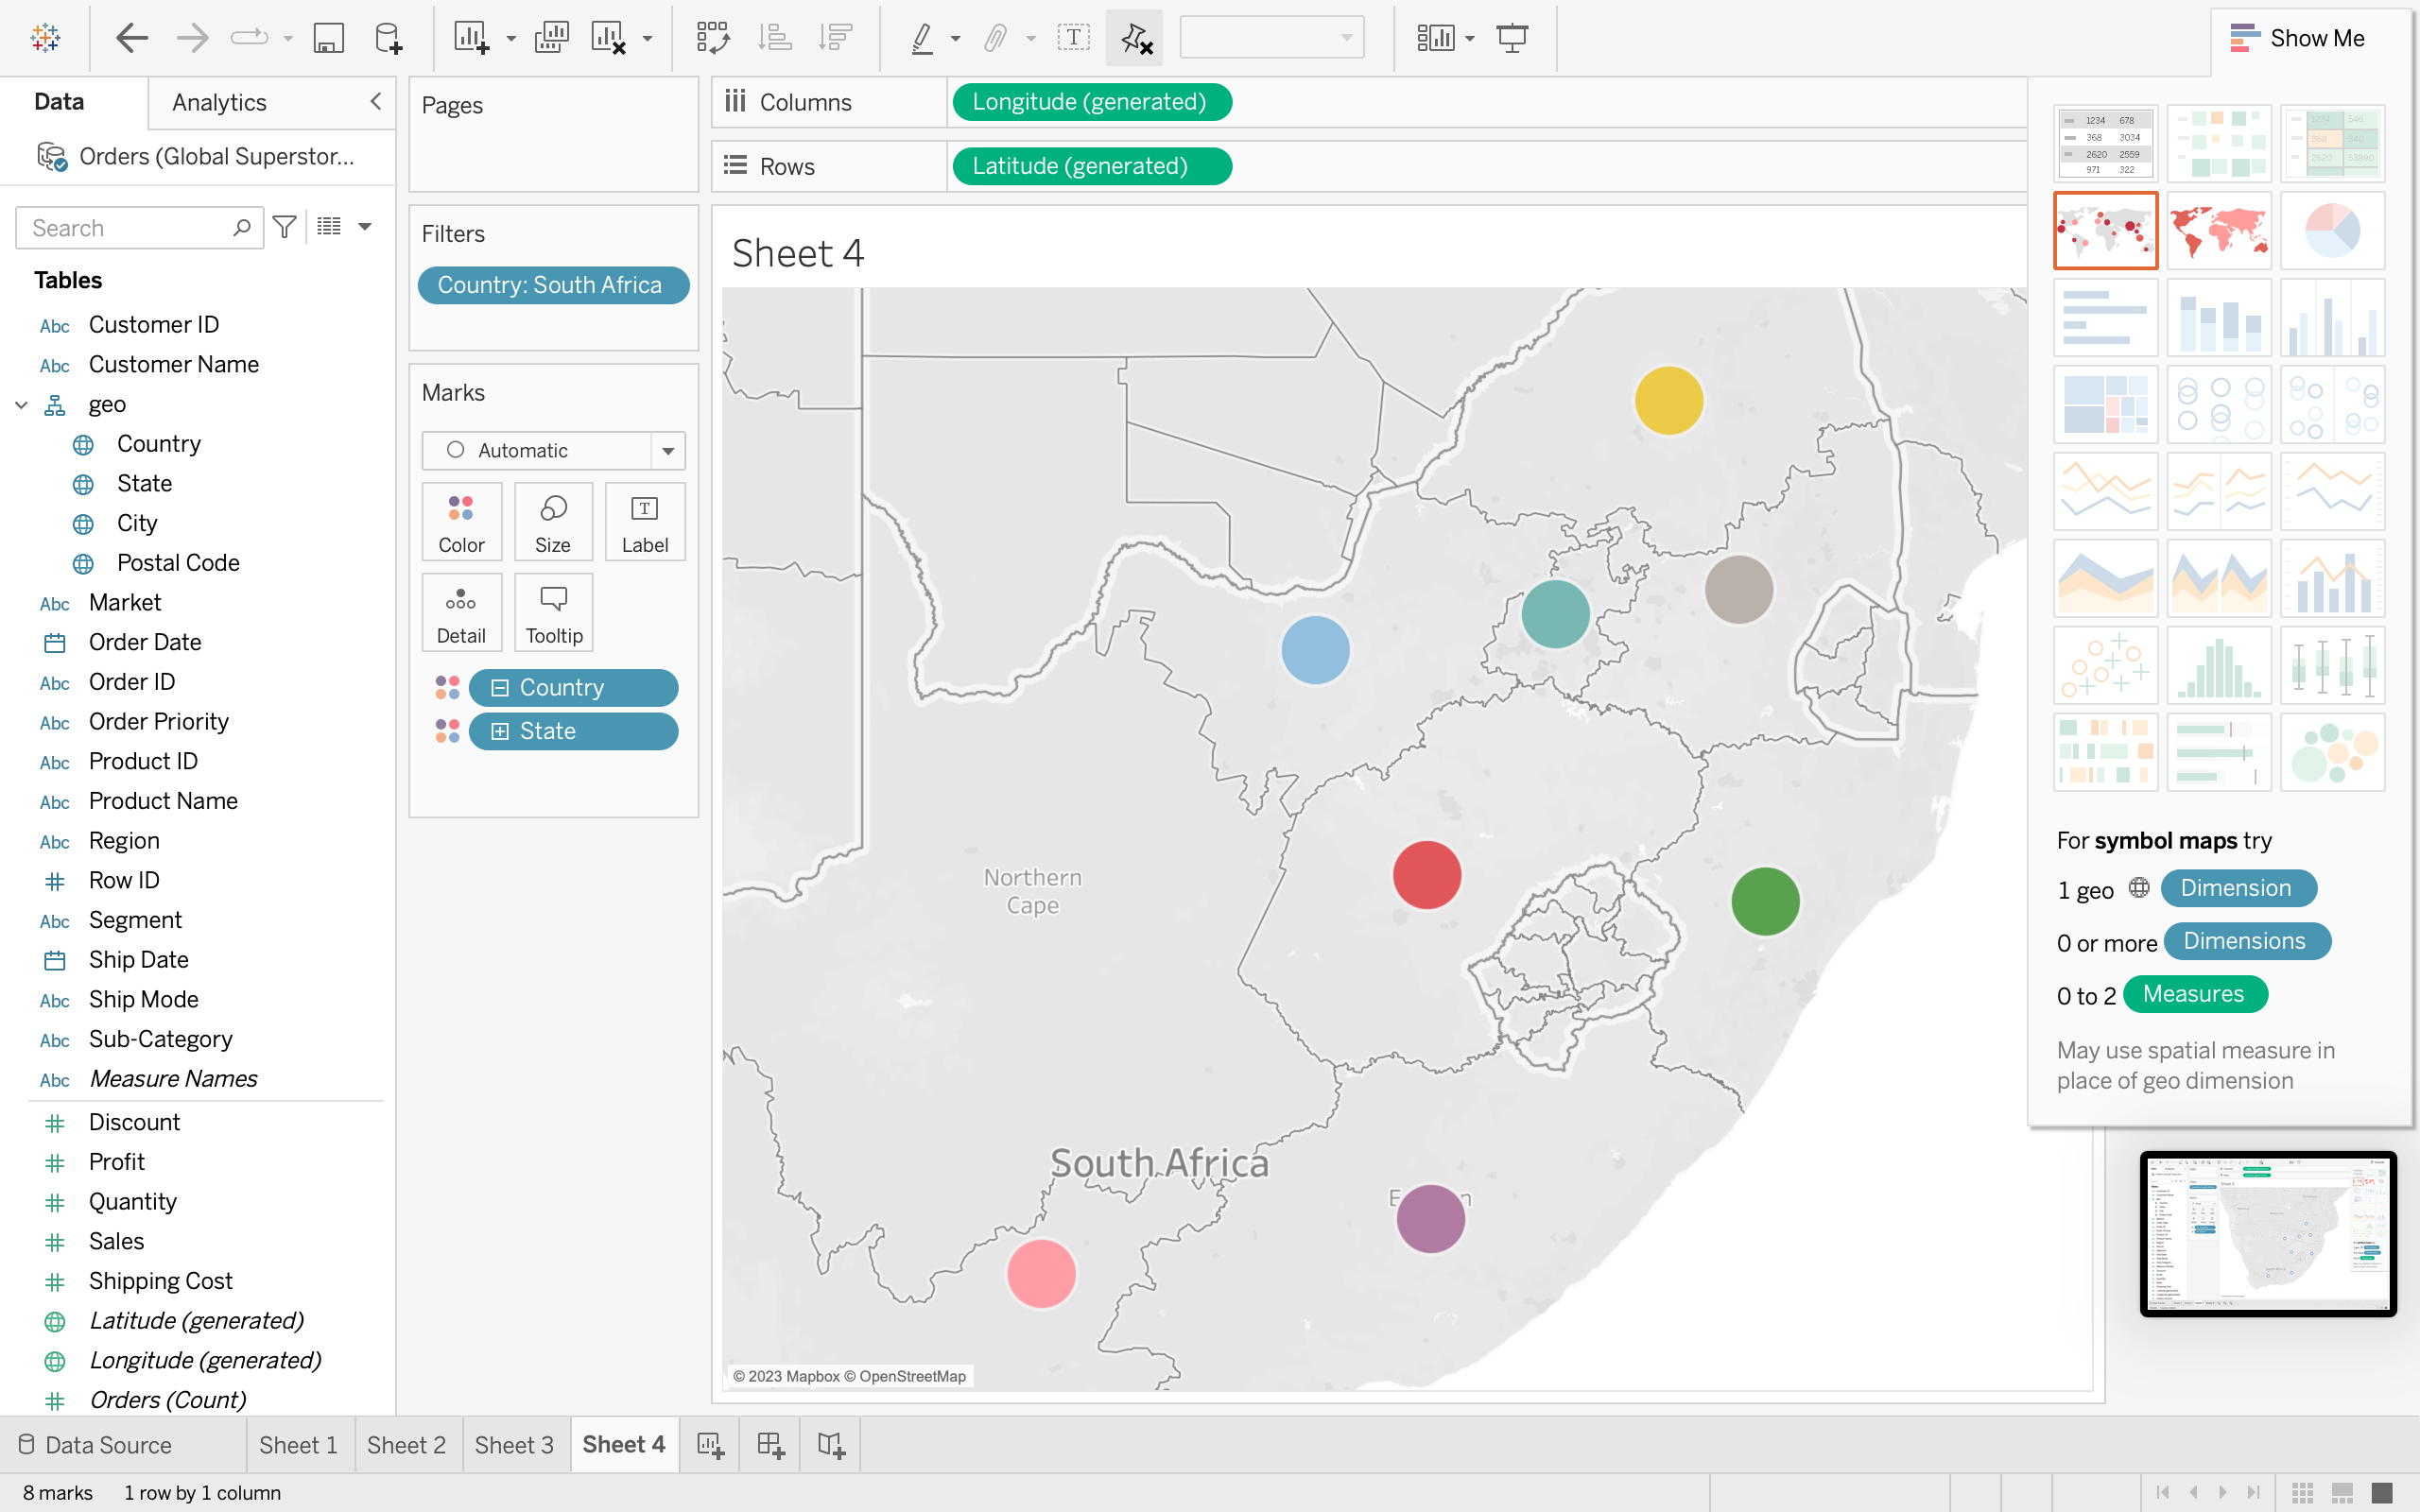 Show Me
Data
Analytics
Orders (Global Superstor...
Search
Tables
Abc Customer ID
Abc Customer Name
geo
Country
State
City
Postal Code
Abc Market
Order Date
Abc Order ID
Abc Order Priority
Abc Product ID
Abc Product Name
Abc Region
Row ID
Abc Segment
Ship Date
Abc Ship Mode
Abc Sub-Category
Abc Measure Names
Discount
Profit
Quantity
Sales
Shipping Cost
Latitude (generated)
Longitude (generated)
Orders (Count)
Pages
Filters
Country: South Africa
Marks
Automatic
Color
Size
Label
Detail
Tooltip
Country
State
Columns
Longitude (generated)
Rows
Latitude (generated)
Sheet 4
Northern
Cape
South Africa
© 2023 Mapbox © OpenStreetMap
1234 678
368 3034
2620 2559
971 322
1234 546
368 340
2620 53890
For symbol maps try
1 geo Dimension
0 or more Dimensions
0 to 2 Measures
May use spatial measure in
place of geo dimension
Data Source
Sheet 1
Sheet 2
Sheet 3
Sheet 4
8 marks
1 row by 1 column